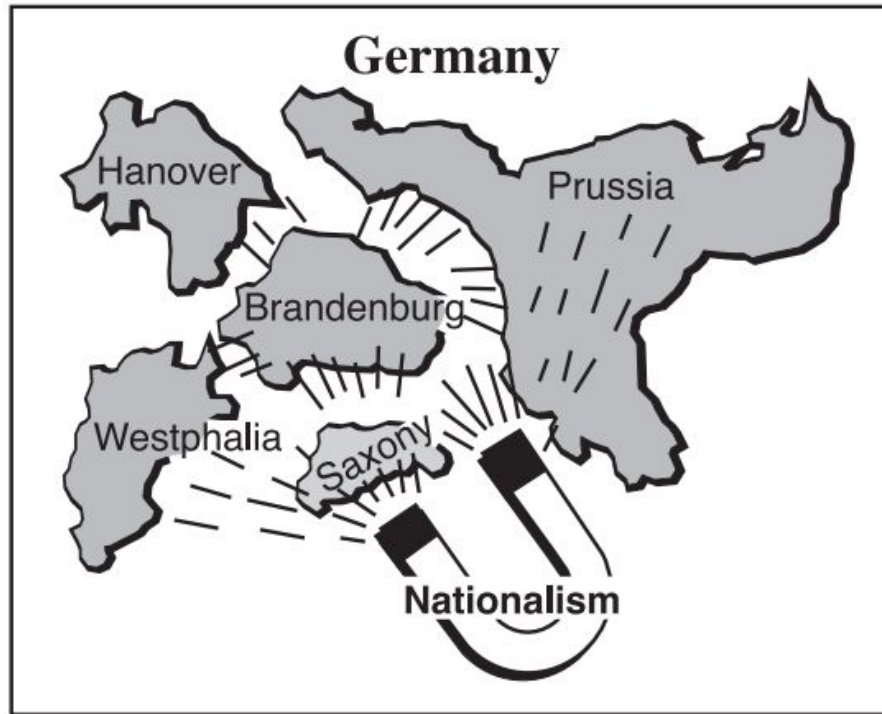 Germany
Hanover
Prussia
Brandenburg
Westphalia
Saxony
Nationalism